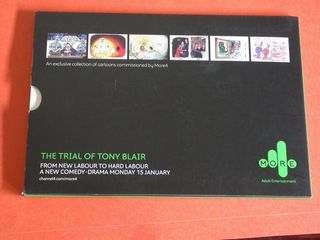 An exclusive collection of cartoons commissioned by More4
THE TRIAL OF TONY BLAIR
FROM NEW LABOUR TO HARD LABOUR
A NEW COMEDY-DRAMA MONDAY 15 JANUARY
channel4.com/more4
MORE
Adult Entertainment